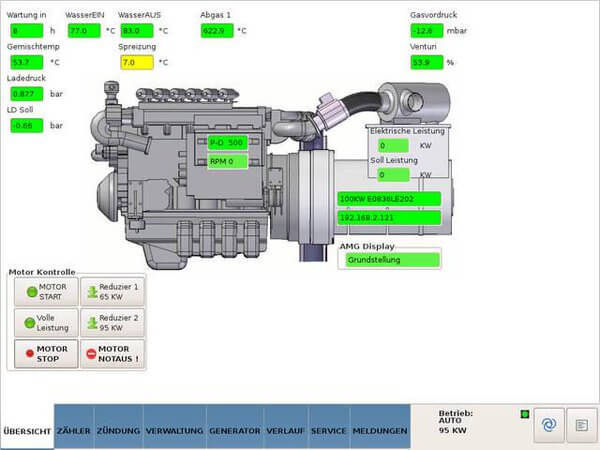 Wartung in WasserEIN WasserAUS Abgas 1 Gasvordruck
8 h 77.0 °C 83.0 °C 622.9 °C -12.6 mbar
Gemischtemp Spreizung Venturi
53.7 °C 7.0 °C 53.9 %
Ladedruck
0.877 bar
LD Soll
-0.66 bar
P-D 500
RPM 0
Elektrische Leistung
0 KW
Soll Leistung
0 KW
100KW E0836LE202
192.168.2.121
AMG Display
Grundstellung
Motor Kontrolle
MOTOR START
Reduzier 1 65 KW
Volle Leistung
Reduzier 2 95 KW
MOTOR STOP
MOTOR NOTAUS !
ÜBERSICHT ZÄHLER ZÜNDUNG VERWALTUNG GENERATOR VERLAUF SERVICE MELDUNGEN
Betrieb:
AUTO
95 KW